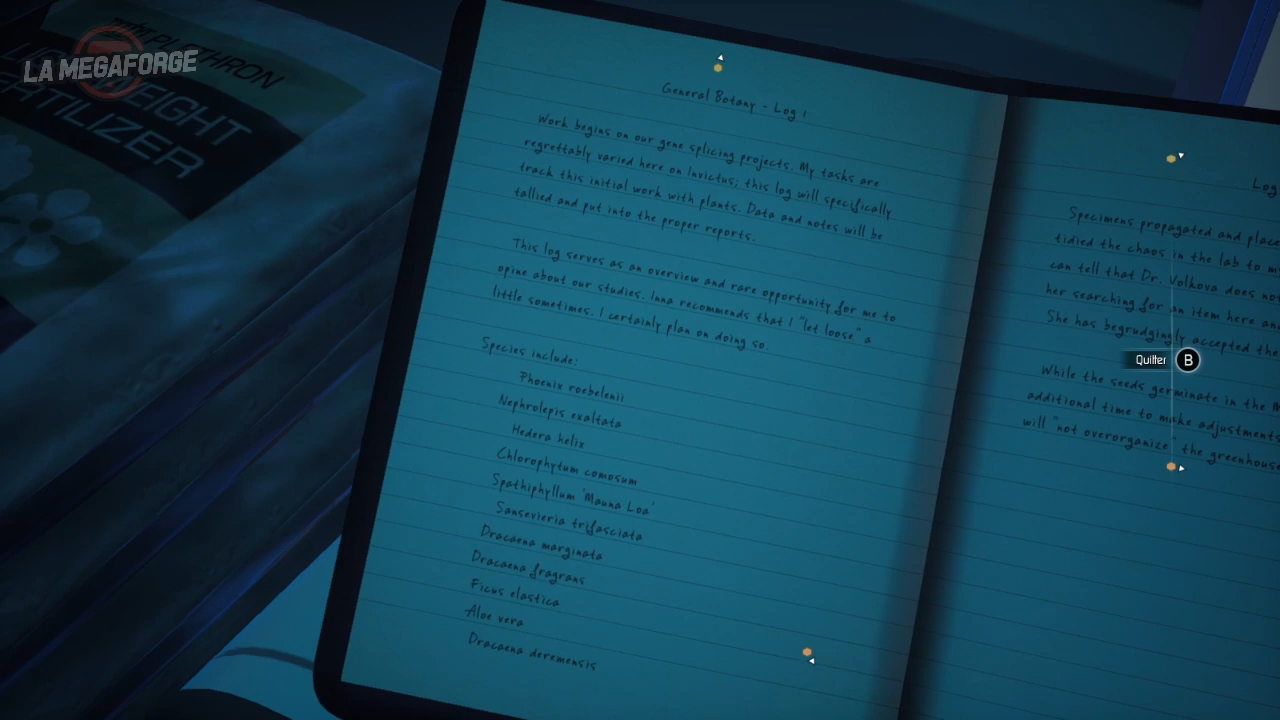 LA MEGAFORGE
FERTILIZER
General Botany - Log 1
Work begins on our gene splicing projects. My tasks are
regrettably varied here on Invictus; this log will specifically
track this initial work with plants. Data and notes will be
tallied and put into the proper reports.
This log serves as an overview and rare opportunity for me to
opine about our studies. Inna recommends that I "let loose" a
little sometimes. I certainly plan on doing so.
Species include:
Phoenix roebelenii
Nephrolepis exaltata
Hedera helix
Chlorophytum comosum
Spathiphyllum 'Mauna Loa'
Sansevieria trifasciata
Dracaena marginata
Dracaena fragrans
Ficus elastica
Aloe vera
Dracaena deremensis
Log
Specimens propagated and place
tidied the chaos in the lab to m
can tell that Dr. Volkova does no
her searching for an item here an
She has begrudgingly accepted the
While the seeds germinate in the
additional time to make adjustments
will "not overorganize" the greenhouse
Quitter B